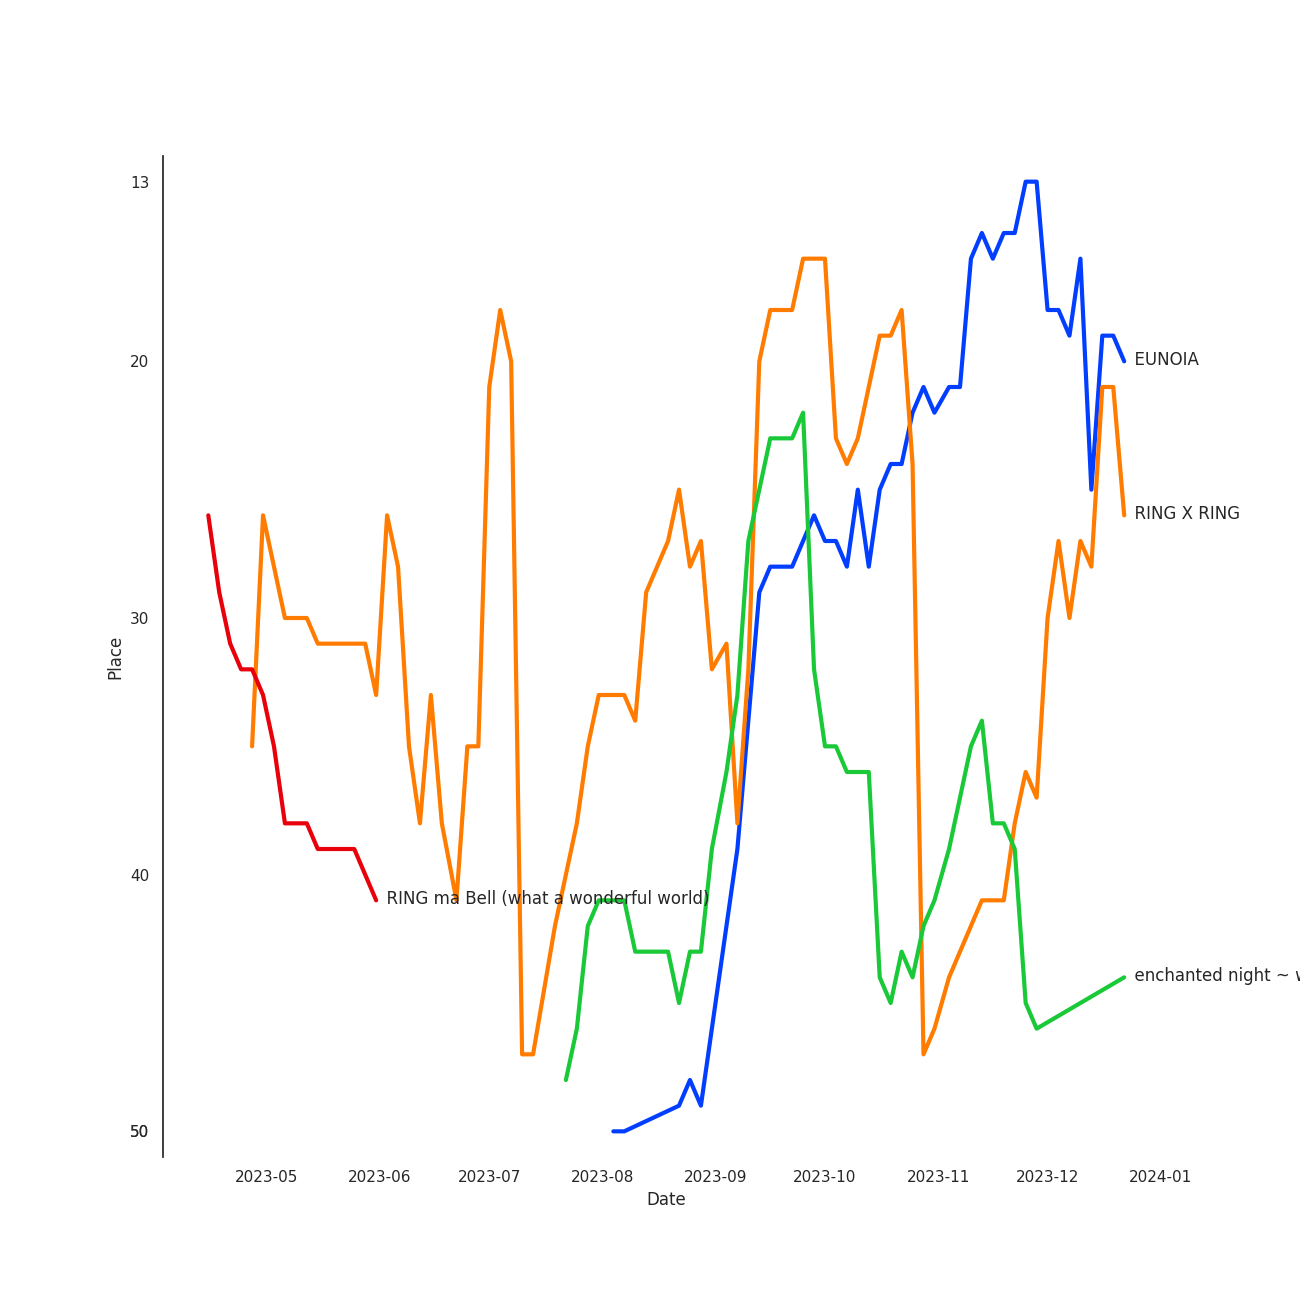 13
20
30
40
50
Place
EUNOIA
RING X RING
RING ma Bell (what a wonderful world)
enchanted night ~
2023-05 2023-06 2023-07 2023-08 2023-09 2023-10 2023-11 2023-12 2024-01
Date